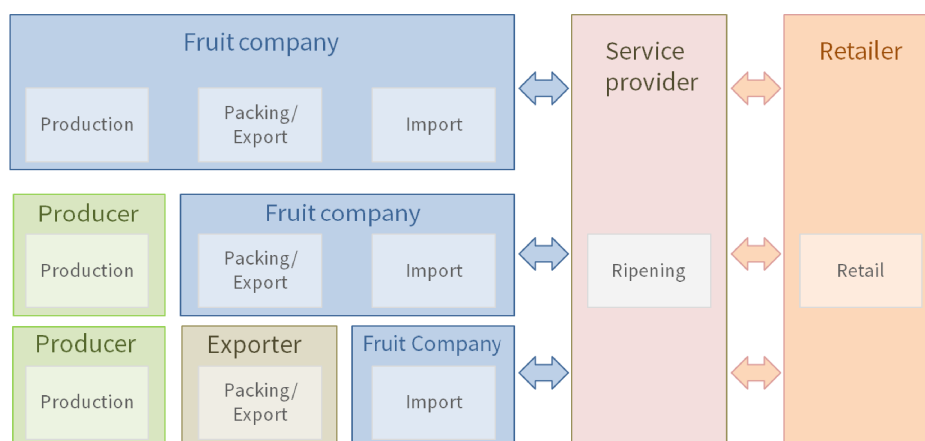 Fruit company
Service
provider
Retailer
Production
Packing/
Export
Import
Producer
Fruit company
Production
Packing/
Export
Import
Ripening
Retail
Producer
Exporter
Fruit Company
Production
Packing/
Export
Import